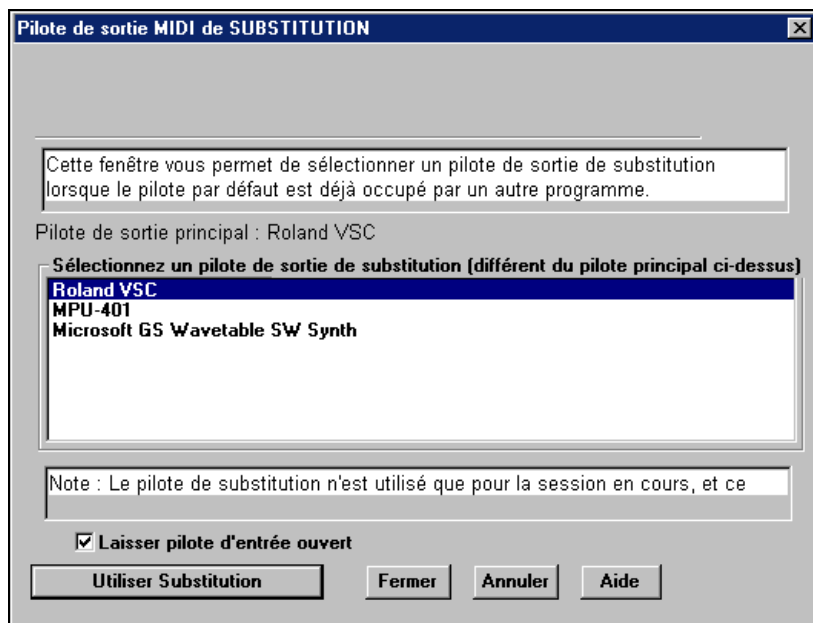 Pilote de sortie MIDI de SUBSTITUTION
Cette fenêtre vous permet de sélectionner un pilote de sortie de substitution
lorsque le pilote par défaut est déjà occupé par un autre programme.
Pilote de sortie principal : Roland VSC
Sélectionnez un pilote de sortie de substitution (différent du pilote principal ci-dessus)
Roland VSC
MPU-401
Microsoft GS Wavetable SW Synth
Note : Le pilote de substitution n'est utilisé que pour la session en cours, et ce
Laisser pilote d'entrée ouvert
Utiliser Substitution Fermer Annuler Aide